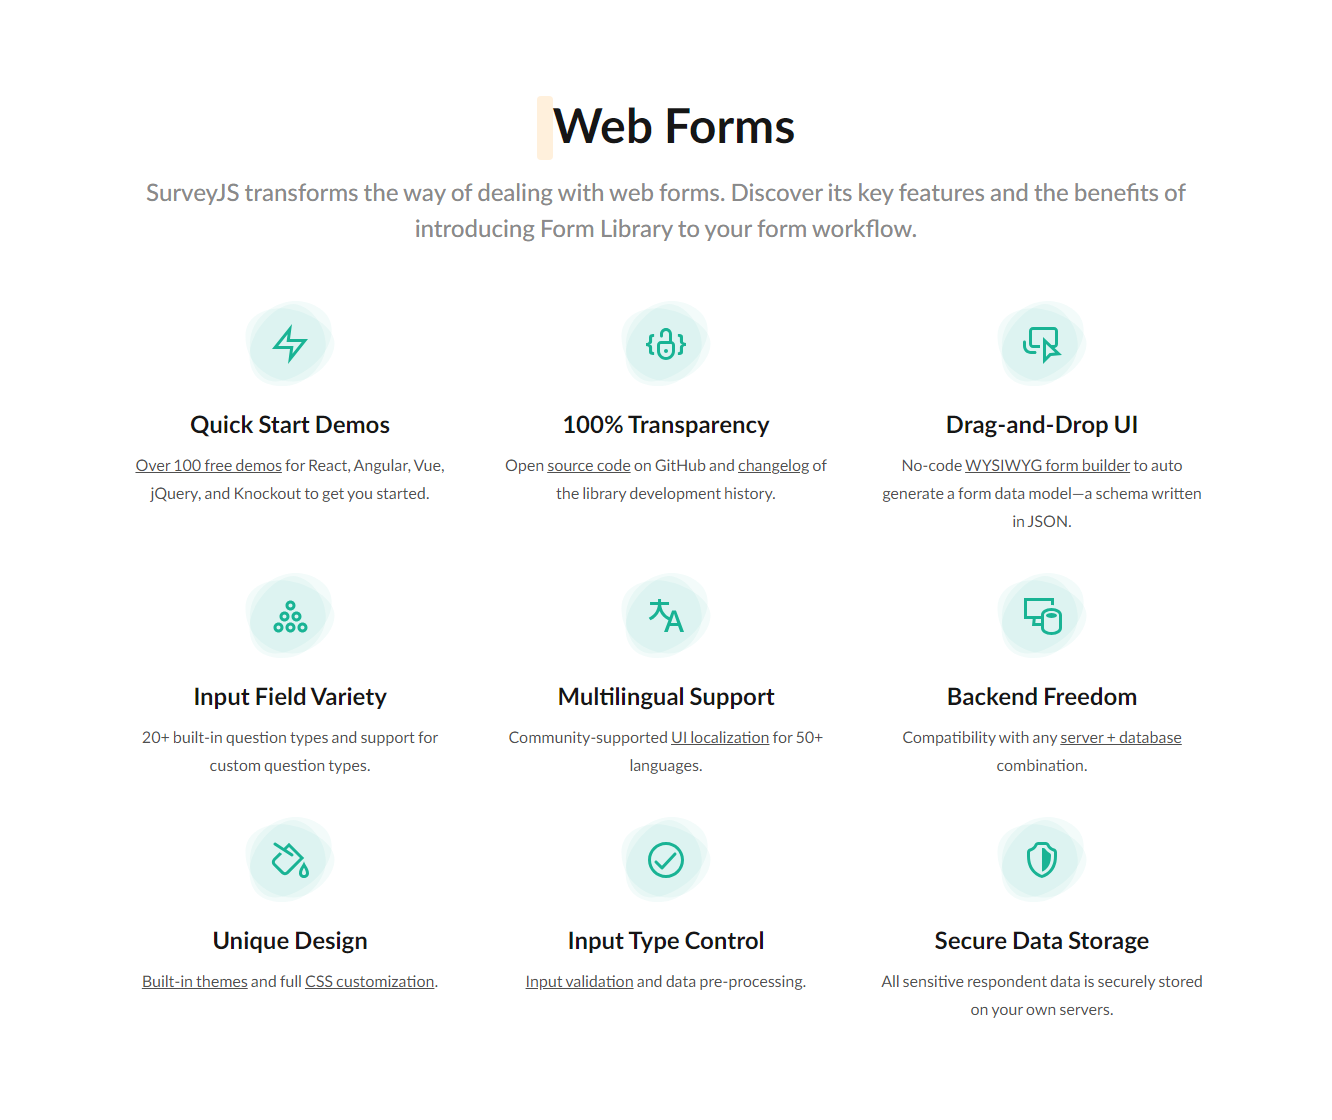 Web Forms
SurveyJS transforms the way of dealing with web forms. Discover its key features and the benefits of
introducing Form Library to your form workflow.
Quick Start Demos
Over 100 free demos for React, Angular, Vue,
jQuery, and Knockout to get you started.
100% Transparency
Open source code on GitHub and changelog of
the library development history.
Drag-and-Drop UI
No-code WYSIWYG form builder to auto
generate a form data model—a schema written
in JSON.
Input Field Variety
20+ built-in question types and support for
custom question types.
Multilingual Support
Community-supported UI localization for 50+
languages.
Backend Freedom
Compatibility with any server + database
combination.
Unique Design
Built-in themes and full CSS customization.
Input Type Control
Input validation and data pre-processing.
Secure Data Storage
All sensitive respondent data is securely stored
on your own servers.